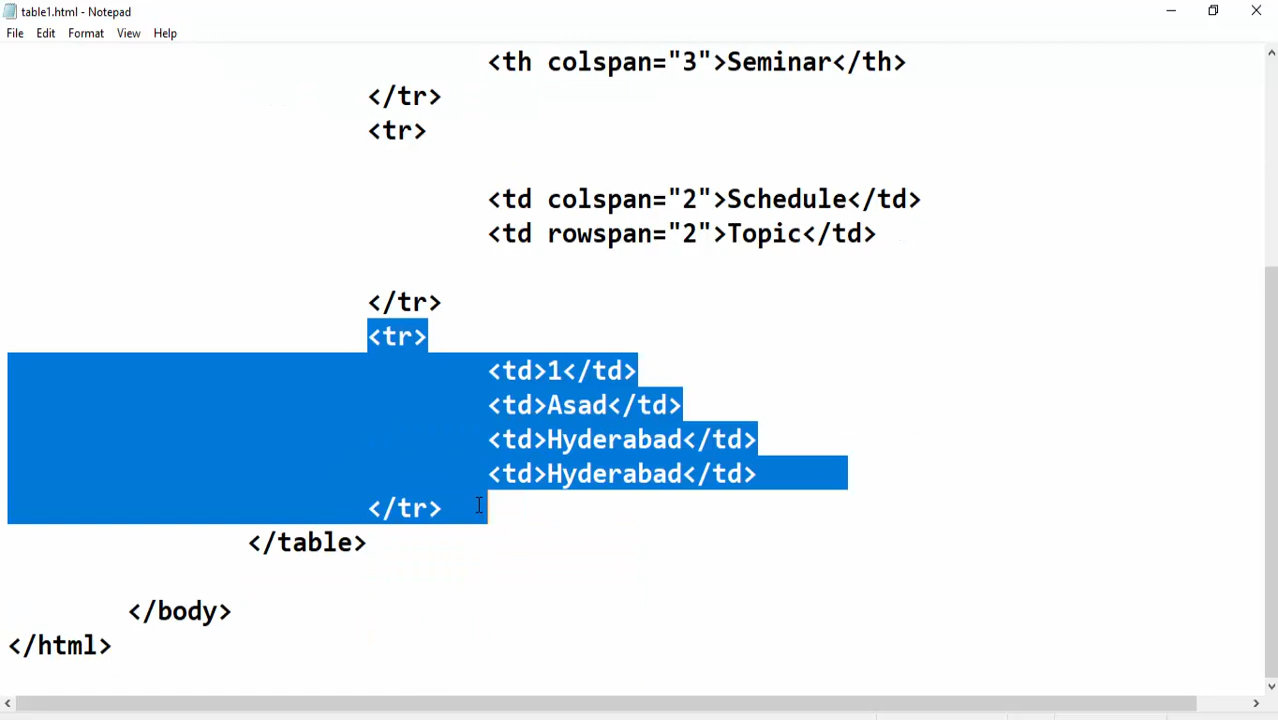 table1.html - Notepad
File Edit Format View Help
<th colspan="3">Seminar</th>
</tr>
<tr>
<td colspan="2">Schedule</td>
<td rowspan="2">Topic</td>
</tr>
<tr>
<td>1</td>
<td>Asad</td>
<td>Hyderabad</td>
<td>Hyderabad</td>
</tr>
</table>
</body>
</html>